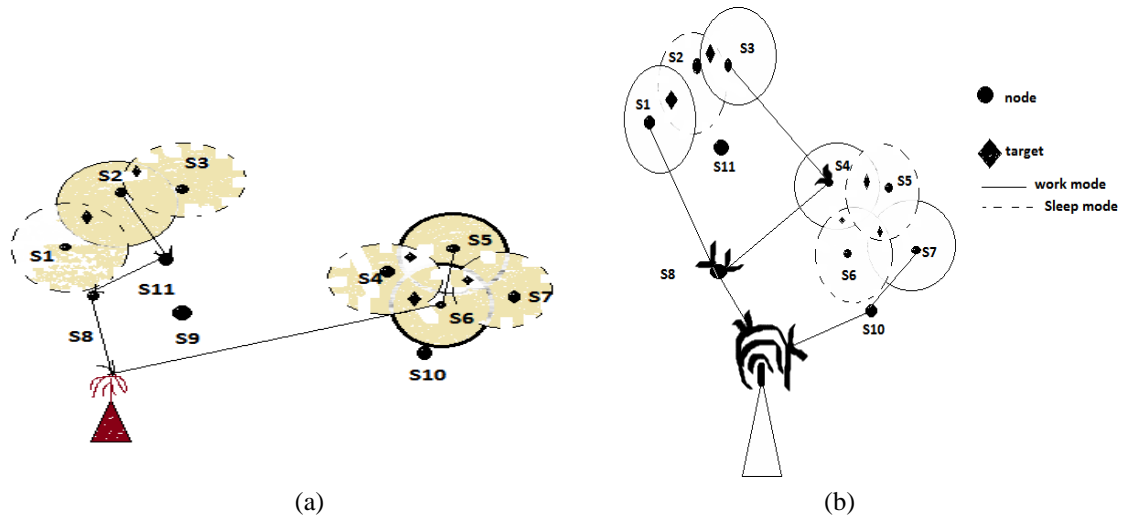 S3
S2
S1
S11
S8
S9
S5
S4
S7
S6
S10
(a)
S2
S3
S1
S11
S4
S5
S8
S6
S7
S10
node
target
work mode
Sleep mode
(b)